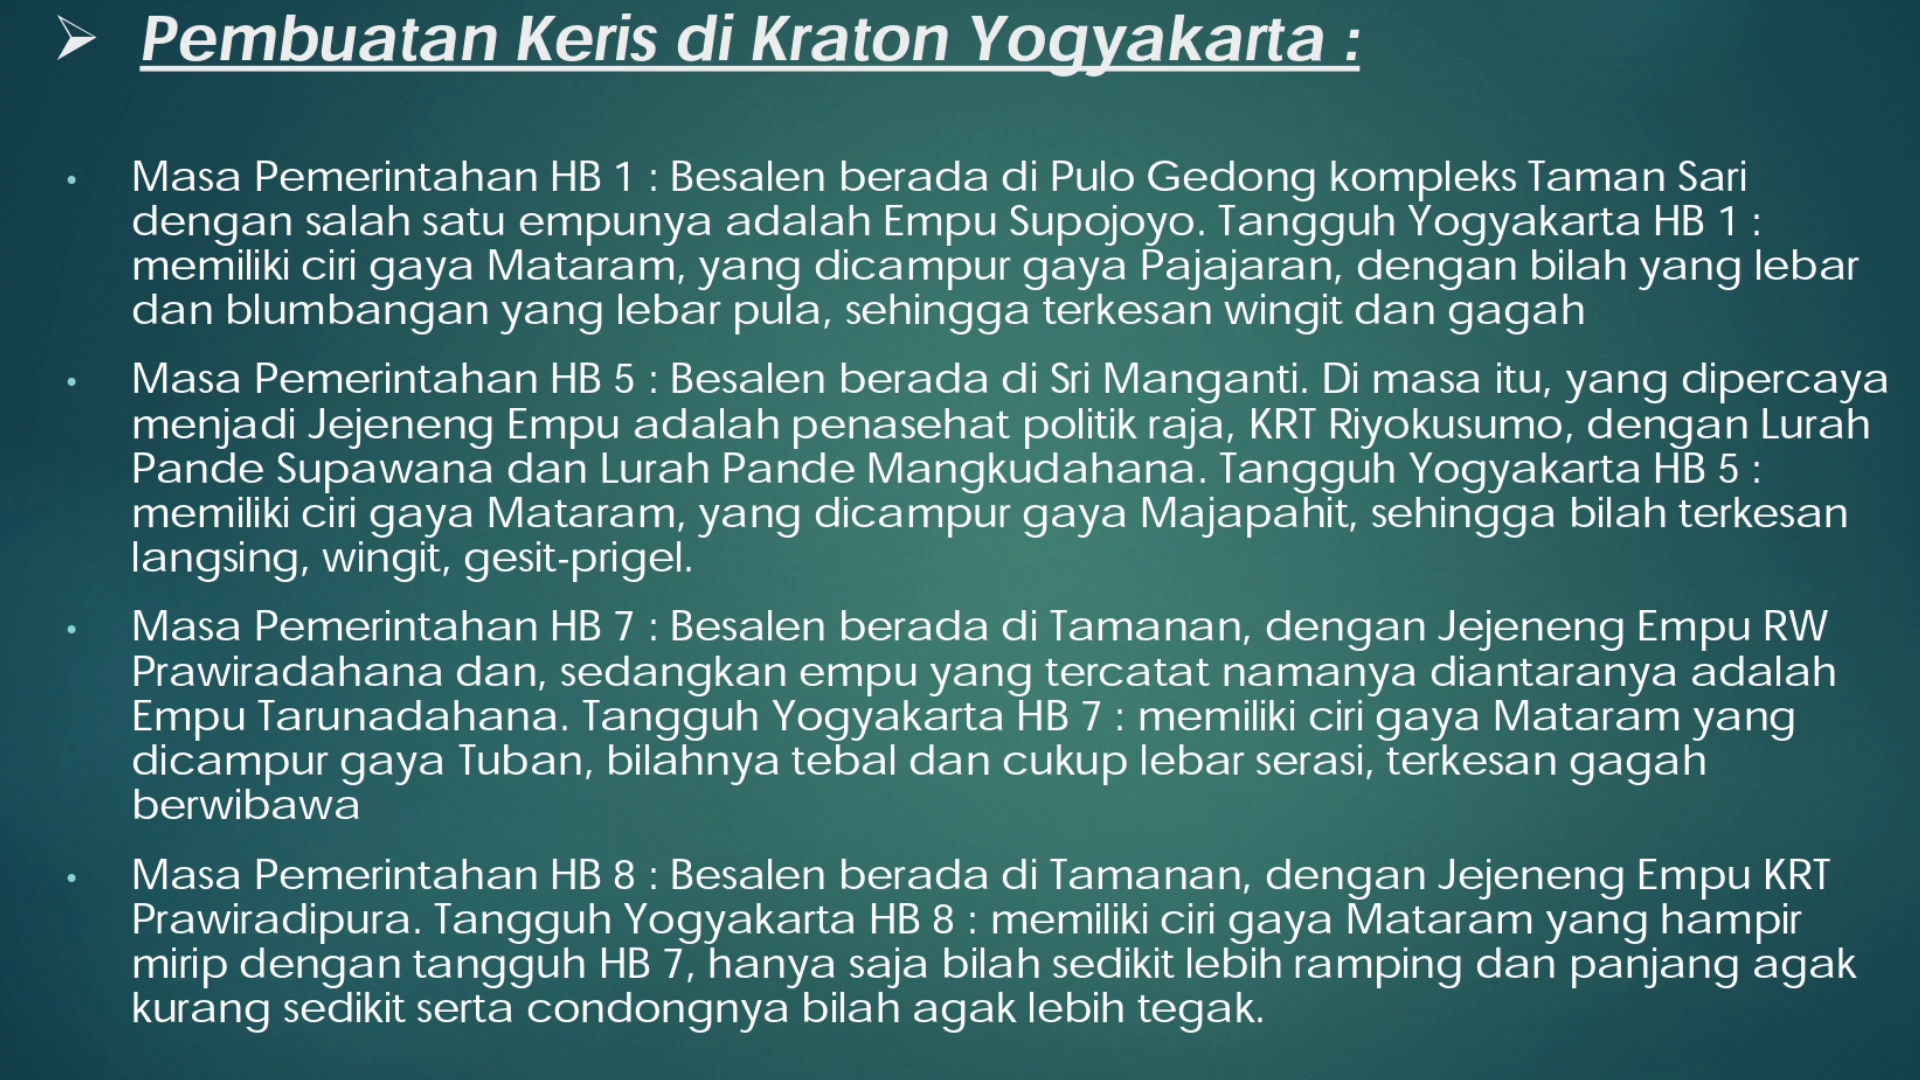 ➤ Pembuatan Keris di Kraton Yogyakarta :
• Masa Pemerintahan HB 1 : Besalen berada di Pulo Gedong kompleks Taman Sari
dengan salah satu empunya adalah Empu Supojoyo. Tangguh Yogyakarta HB 1 :
memiliki ciri gaya Mataram, yang dicampur gaya Pajajaran, dengan bilah yang lebar
dan blumbangan yang lebar pula, sehingga terkesan wingit dan gagah
• Masa Pemerintahan HB 5 : Besalen berada di Sri Manganti. Di masa itu, yang dipercaya
menjadi Jejeneng Empu adalah penasehat politik raja, KRT Riyokusumo, dengan Lurah
Pande Supawana dan Lurah Pande Mangkudahana. Tangguh Yogyakarta HB 5 :
memiliki ciri gaya Mataram, yang dicampur gaya Majapahit, sehingga bilah terkesan
langsing, wingit, gesit-prigel.
• Masa Pemerintahan HB 7 : Besalen berada di Tamanan, dengan Jejeneng Empu RW
Prawiradahana dan, sedangkan empu yang tercatat namanya diantaranya adalah
Empu Tarunadahana. Tangguh Yogyakarta HB 7 : memiliki ciri gaya Mataram yang
dicampur gaya Tuban, bilahnya tebal dan cukup lebar serasi, terkesan gagah
berwibawa
• Masa Pemerintahan HB 8 : Besalen berada di Tamanan, dengan Jejeneng Empu KRT
Prawiradipura. Tangguh Yogyakarta HB 8 : memiliki ciri gaya Mataram yang hampir
mirip dengan tangguh HB 7, hanya saja bilah sedikit lebih ramping dan panjang agak
kurang sedikit serta condongnya bilah agak lebih tegak.